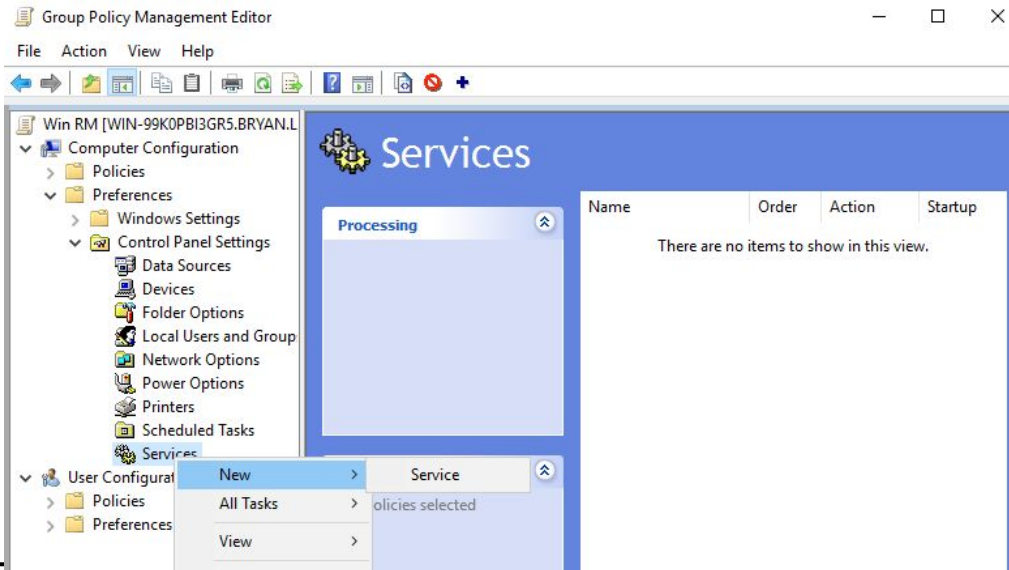 Group Policy Management Editor
File Action View Help
Win RM [WIN-99K0PBI3GR5.BRYAN.L
Computer Configuration
Policies
Preferences
Windows Settings
Control Panel Settings
Data Sources
Devices
Folder Options
Local Users and Group
Network Options
Power Options
Printers
Scheduled Tasks
Services
User Configurat
Policies
Preferences
New
Service
All Tasks
View
Services
Processing
olicies selected
Name Order Action Startup
There are no items to show in this view.